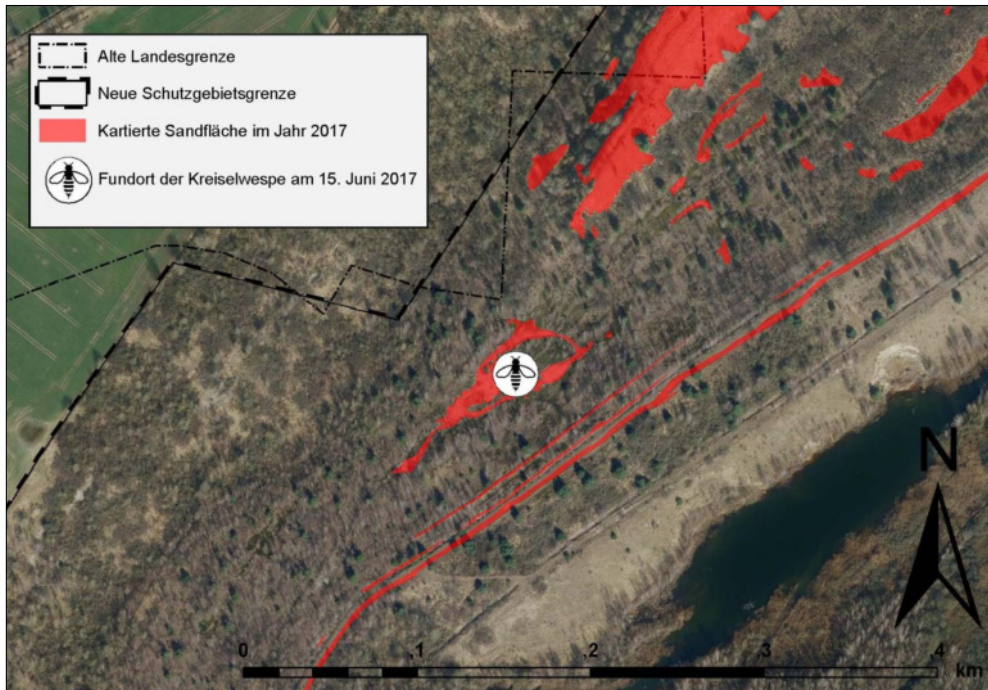 Alte Landesgrenze
Neue Schutzgebietsgrenze
Kartierte Sandfläche im Jahr 2017
Fundort der Kreiselwespe am 15. Juni 2017
N
0 ,1 ,2 ,3 ,4
km